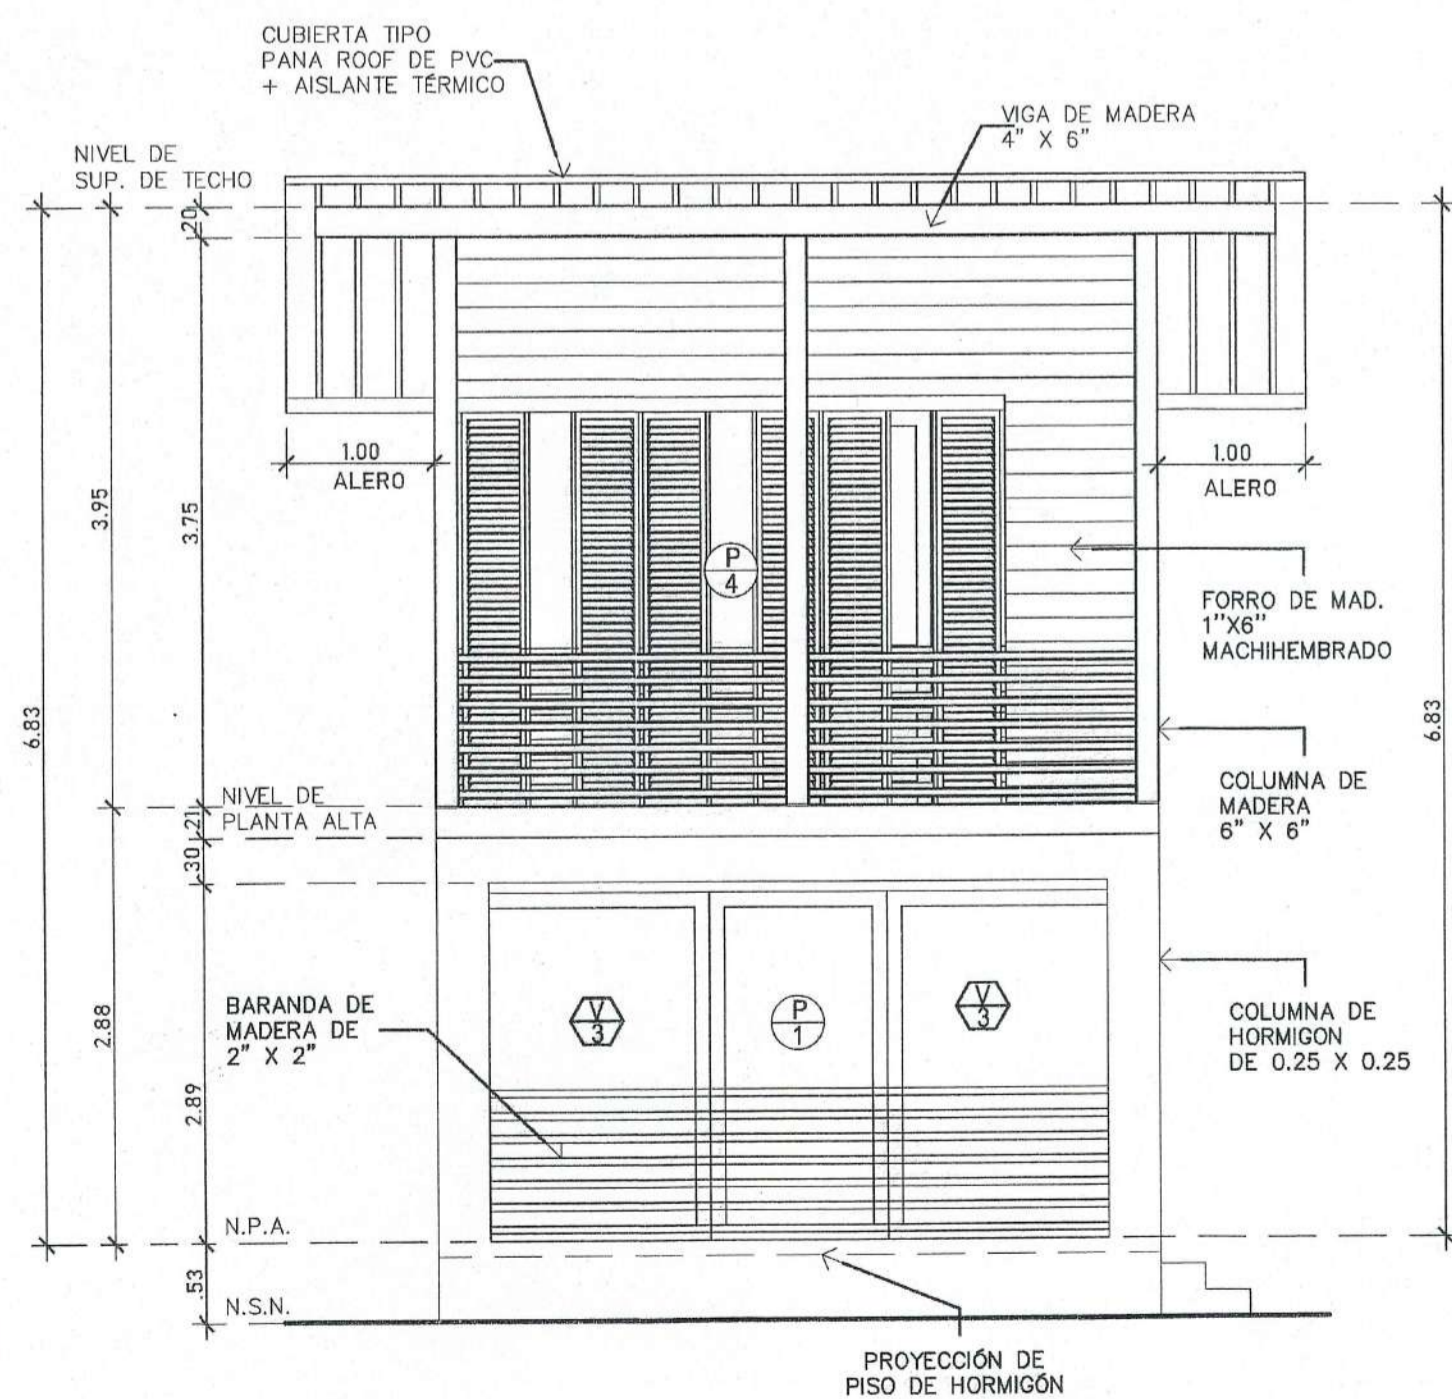 CUBIERTA TIPO
PANA ROOF DE PVC
+ AISLANTE TÉRMICO
VIGA DE MADERA
4" X 6"
NIVEL DE
SUP. DE TECHO
.20
1.00
ALERO
1.00
ALERO
3.95
3.75
P
4
FORRO DE MAD.
1"X6"
MACHIHEMBRADO
6.83
6.83
COLUMNA DE
MADERA
6" X 6"
NIVEL DE
PLANTA ALTA
.21
.30
BARANDA DE
MADERA DE
2" X 2"
V
3
P
1
V
3
COLUMNA DE
HORMIGON
DE 0.25 X 0.25
2.88
2.89
N.P.A.
.53
N.S.N.
PROYECCIÓN DE
PISO DE HORMIGÓN